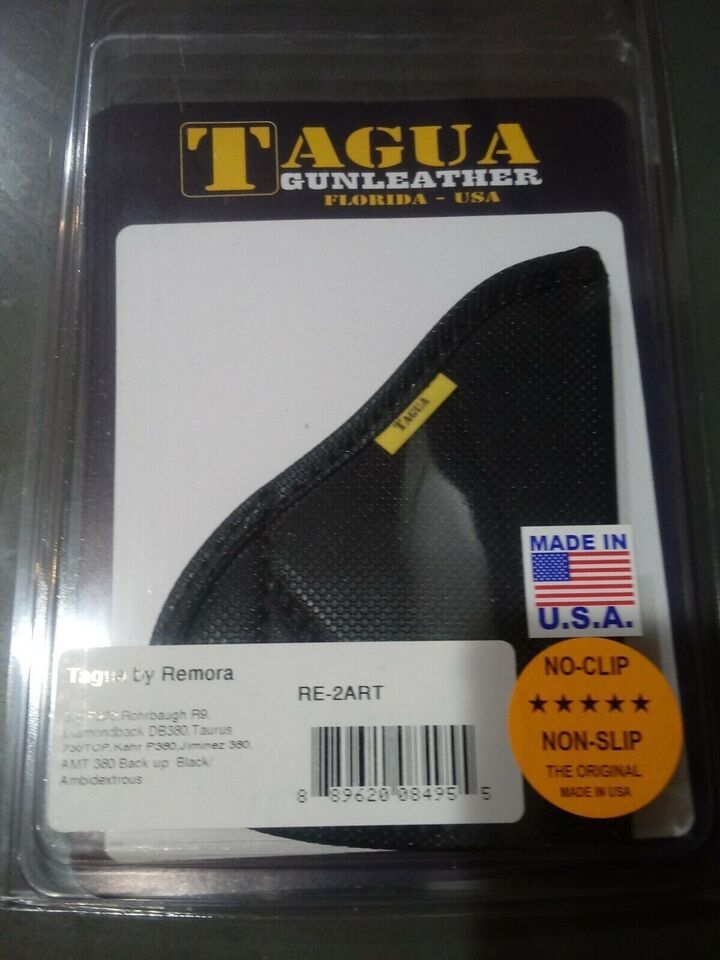 TAGUA
GUNLEATHER
FLORIDA - USA
TAGUA
MADE IN
U.S.A.
NO-CLIP
NON-SLIP
THE ORIGINAL
MADE IN USA
Tagua by Remora
Rohrbaugh R9,
Diamondback DB380,Taurus
738TCP,Kahr P380,Jiminez 380,
AMT 380 Back up Black/
Ambidextrous
RE-2ART
8 89620 08495 5